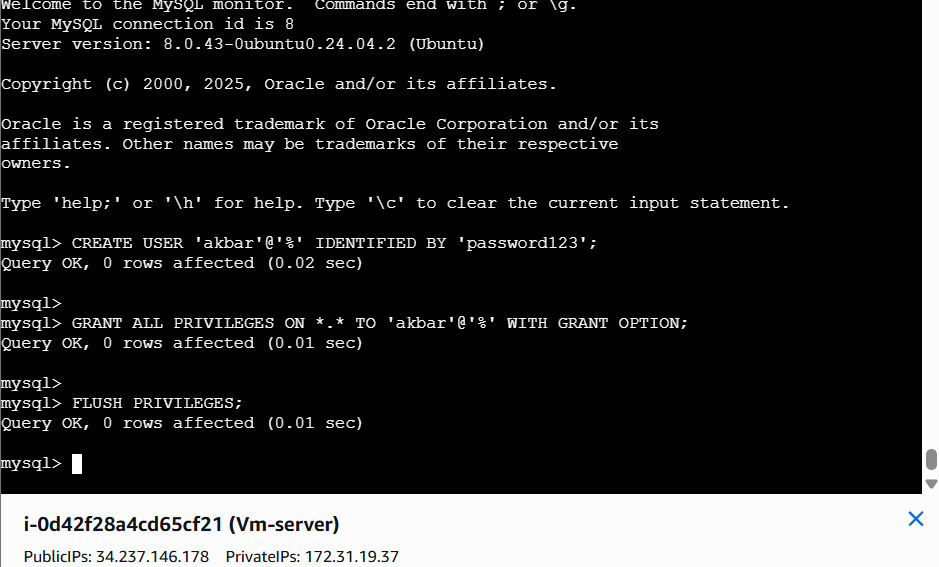 Welcome to the MySQL monitor.  Commands end with ; or \g.
Your MySQL connection id is 8
Server version: 8.0.43-0ubuntu0.24.04.2 (Ubuntu)
Copyright (c) 2000, 2025, Oracle and/or its affiliates.
Oracle is a registered trademark of Oracle Corporation and/or its
affiliates. Other names may be trademarks of their respective
owners.
Type 'help;' or '\h' for help. Type '\c' to clear the current input statement.
mysql> CREATE USER 'akbar'@'%' IDENTIFIED BY 'password123';
Query OK, 0 rows affected (0.02 sec)
mysql>
mysql> GRANT ALL PRIVILEGES ON *.* TO 'akbar'@'%' WITH GRANT OPTION;
Query OK, 0 rows affected (0.01 sec)
mysql>
mysql> FLUSH PRIVILEGES;
Query OK, 0 rows affected (0.01 sec)
mysql>
i-0d42f28a4cd65cf21 (Vm-server)
PublicIPs: 34.237.146.178    PrivateIPs: 172.31.19.37